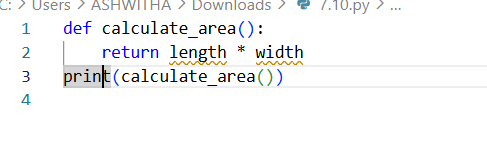 C: > Users > ASHWITHA > Downloads > 7.10.py > ...
1 def calculate_area():
2     return length * width
3 print(calculate_area())
4